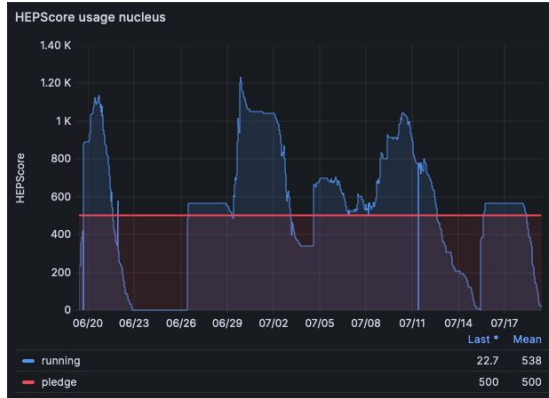 HEPScore usage nucleus
1.40 K
1.20 K
1 K
800
600
400
200
0
HEPScore
06/20 06/23 06/26 06/29 07/02 07/05 07/08 07/11 07/14 07/17
Last * Mean
running 22.7 538
pledge 500 500